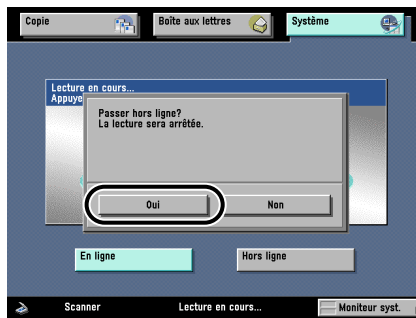 Copie
Boîte aux lettres
Système
Lecture en cours...
Appuye
Passer hors ligne?
La lecture sera arrêtée.
Oui
Non
En ligne
Hors ligne
Scanner
Lecture en cours...
Moniteur syst.